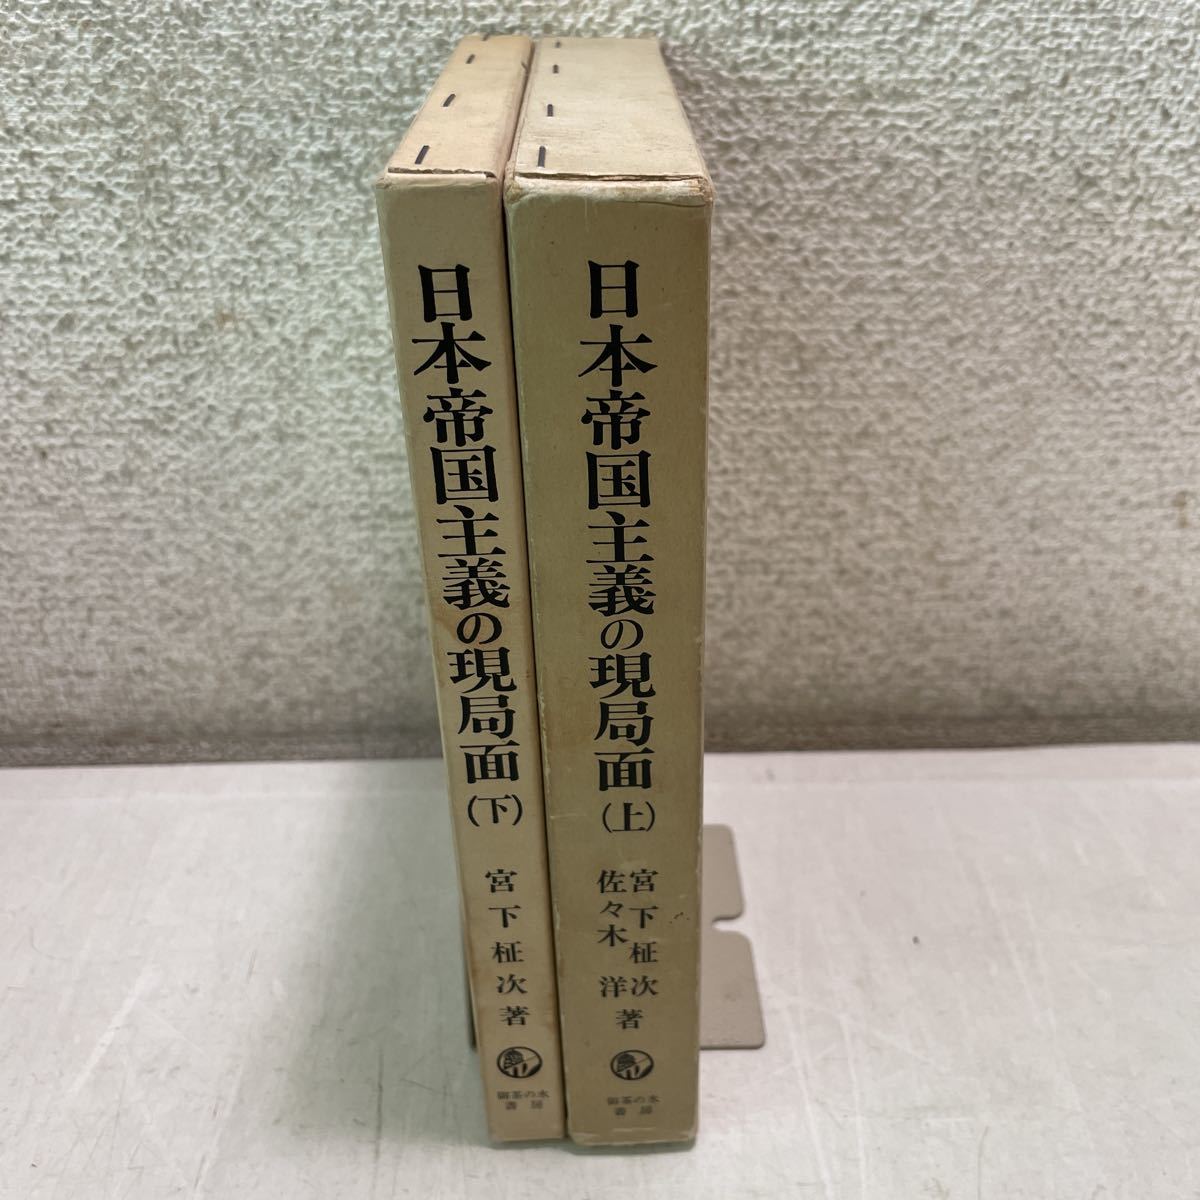 日本帝国主義の現局面(上)
宮下柾次
佐々木洋
著
御茶の水
書房
日本帝国主義の現局面(下)
宮下柾次著
御茶の水
書房